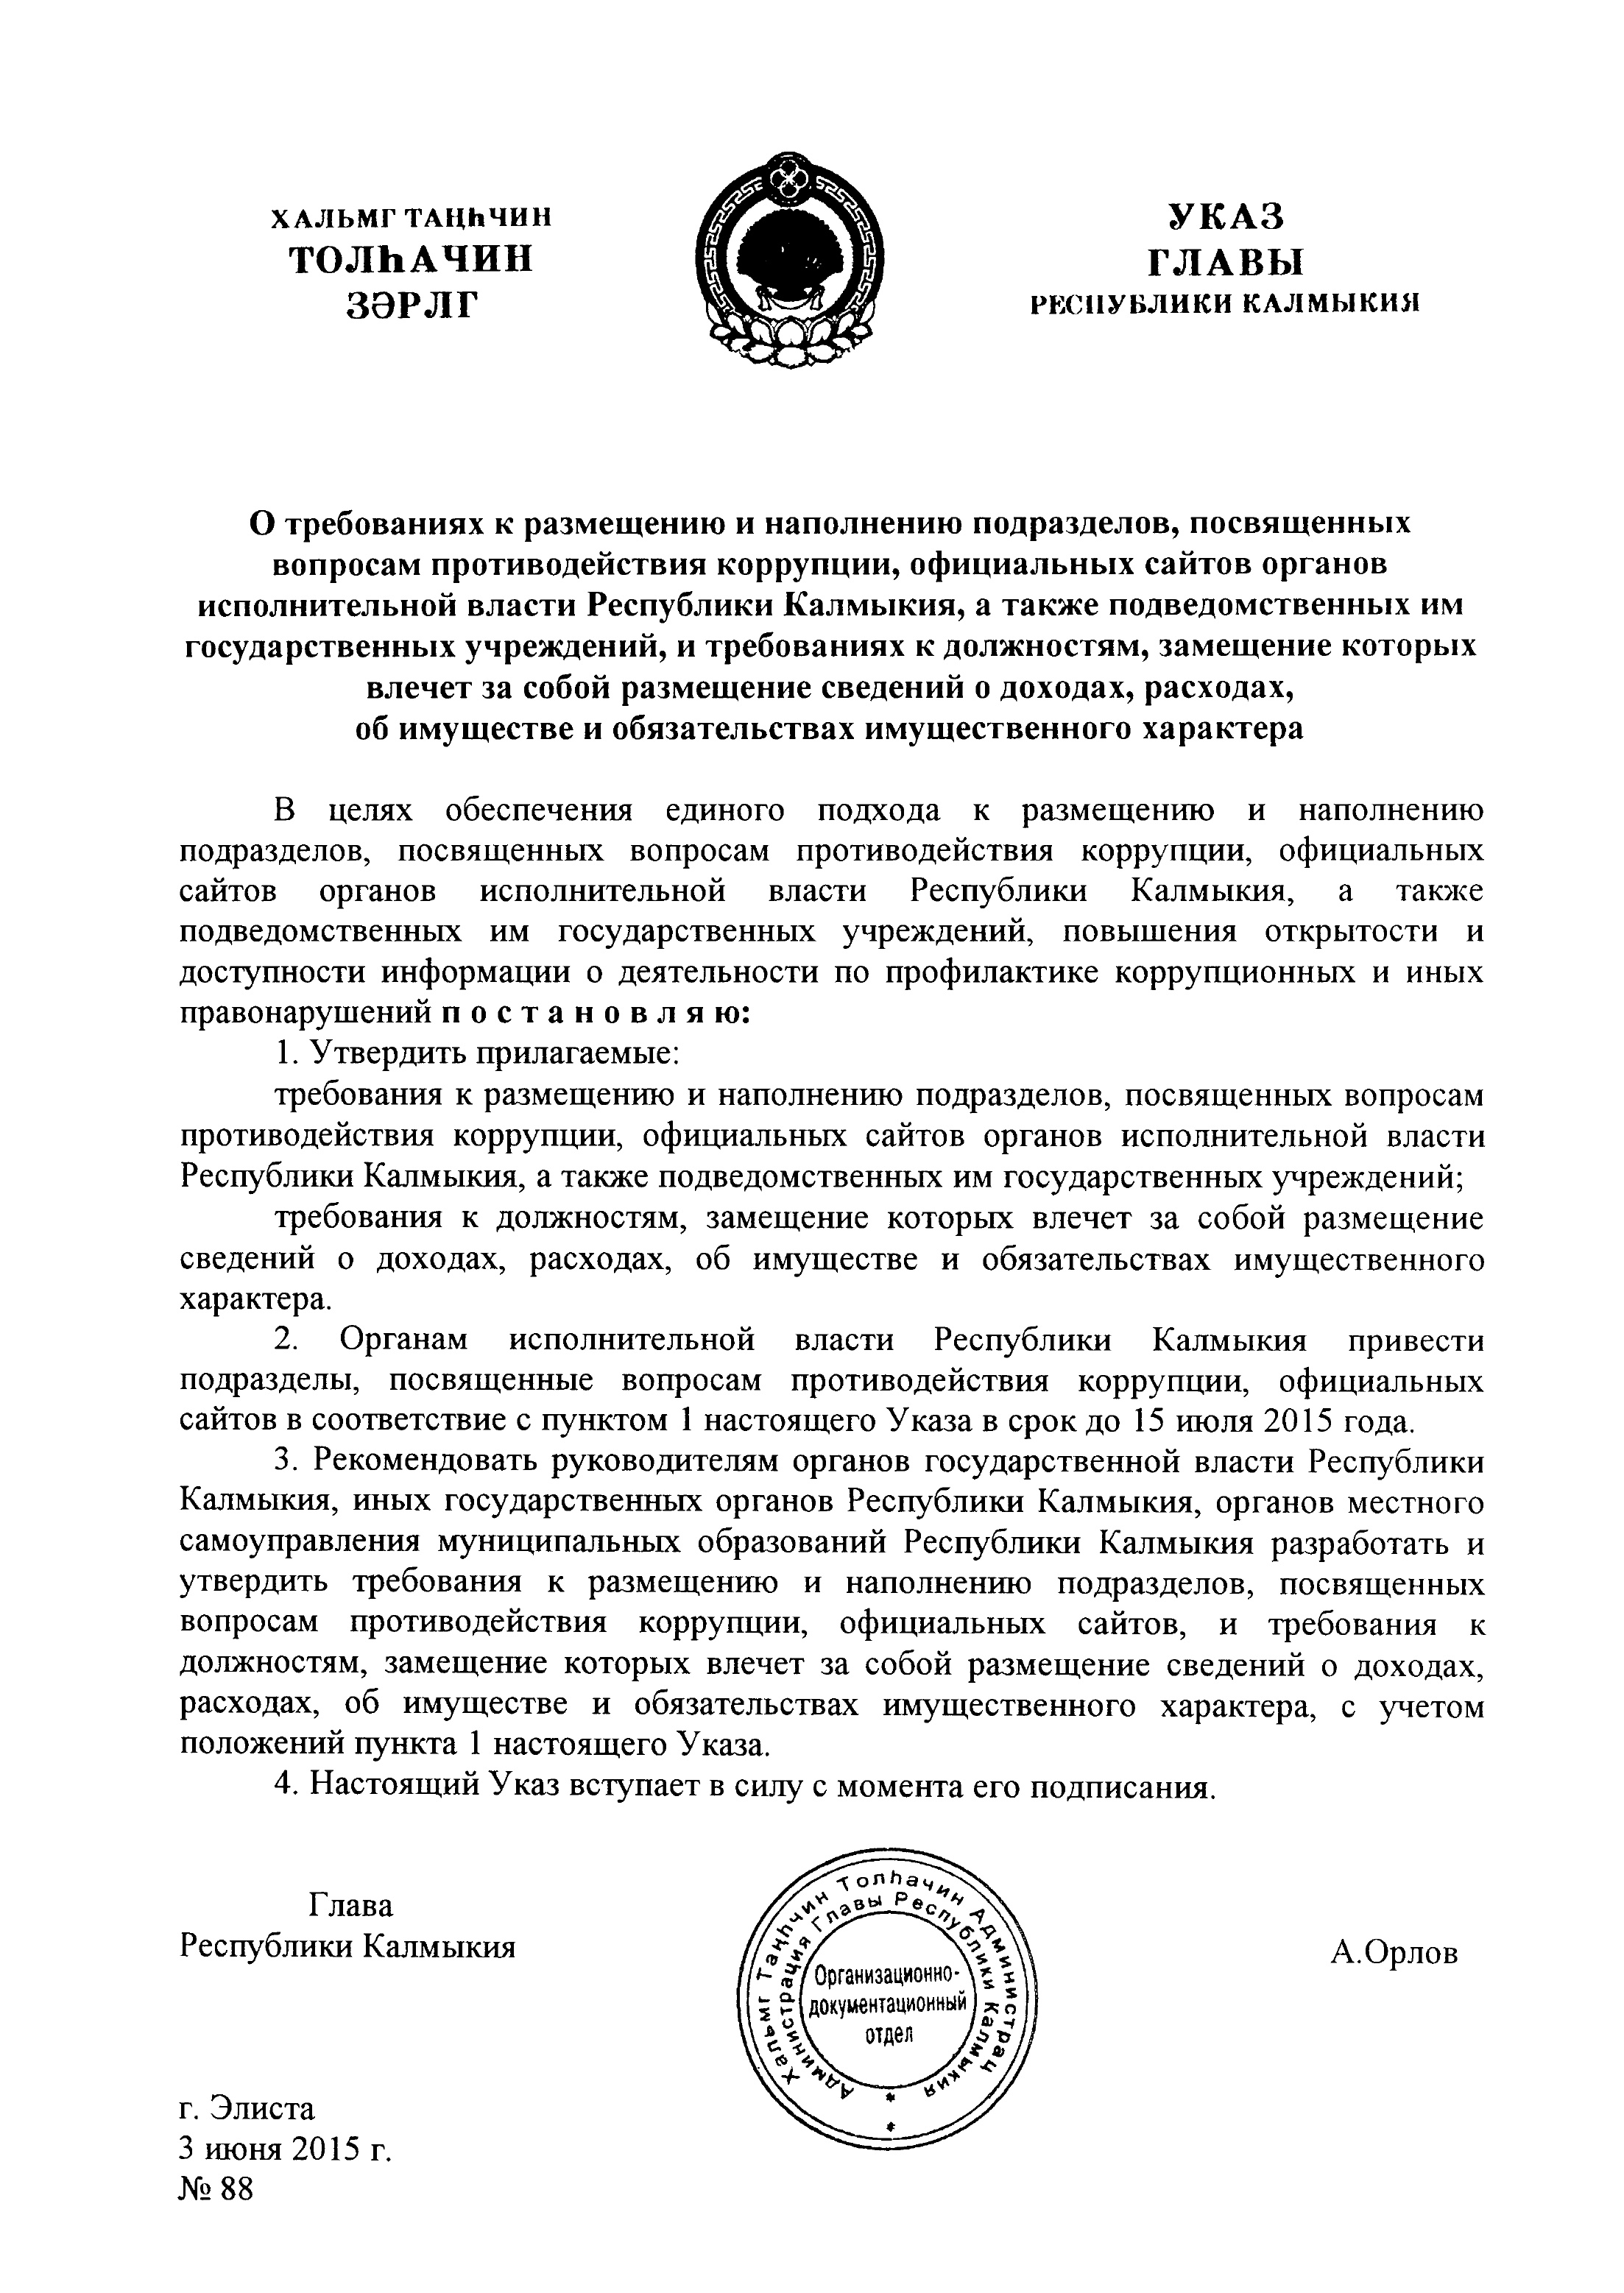 ХАЛЬМГ ТАҢҺЧИН
ТОЛҺАЧИН
ЗӘРЛГ
УКАЗ
ГЛАВЫ
РЕСПУБЛИКИ КАЛМЫКИЯ
О требованиях к размещению и наполнению подразделов, посвященных
вопросам противодействия коррупции, официальных сайтов органов
исполнительной власти Республики Калмыкия, а также подведомственных им
государственных учреждений, и требованиях к должностям, замещение которых
влечет за собой размещение сведений о доходах, расходах,
об имуществе и обязательствах имущественного характера
В целях обеспечения единого подхода к размещению и наполнению
подразделов, посвященных вопросам противодействия коррупции, официальных
сайтов органов исполнительной власти Республики Калмыкия, а также
подведомственных им государственных учреждений, повышения открытости и
доступности информации о деятельности по профилактике коррупционных и иных
правонарушений п о с т а н о в л я ю:
1. Утвердить прилагаемые:
требования к размещению и наполнению подразделов, посвященных вопросам
противодействия коррупции, официальных сайтов органов исполнительной власти
Республики Калмыкия, а также подведомственных им государственных учреждений;
требования к должностям, замещение которых влечет за собой размещение
сведений о доходах, расходах, об имуществе и обязательствах имущественного
характера.
2. Органам исполнительной власти Республики Калмыкия привести
подразделы, посвященные вопросам противодействия коррупции, официальных
сайтов в соответствие с пунктом 1 настоящего Указа в срок до 15 июля 2015 года.
3. Рекомендовать руководителям органов государственной власти Республики
Калмыкия, иных государственных органов Республики Калмыкия, органов местного
самоуправления муниципальных образований Республики Калмыкия разработать и
утвердить требования к размещению и наполнению подразделов, посвященных
вопросам противодействия коррупции, официальных сайтов, и требования к
должностям, замещение которых влечет за собой размещение сведений о доходах,
расходах, об имуществе и обязательствах имущественного характера, с учетом
положений пункта 1 настоящего Указа.
4. Настоящий Указ вступает в силу с момента его подписания.
Глава
Республики Калмыкия
А.Орлов
Хальмг Таңһчин Толһачин Администрац
Администрация Главы Республики Калмыкия
Организационно-
документационный
отдел
г. Элиста
3 июня 2015 г.
№ 88